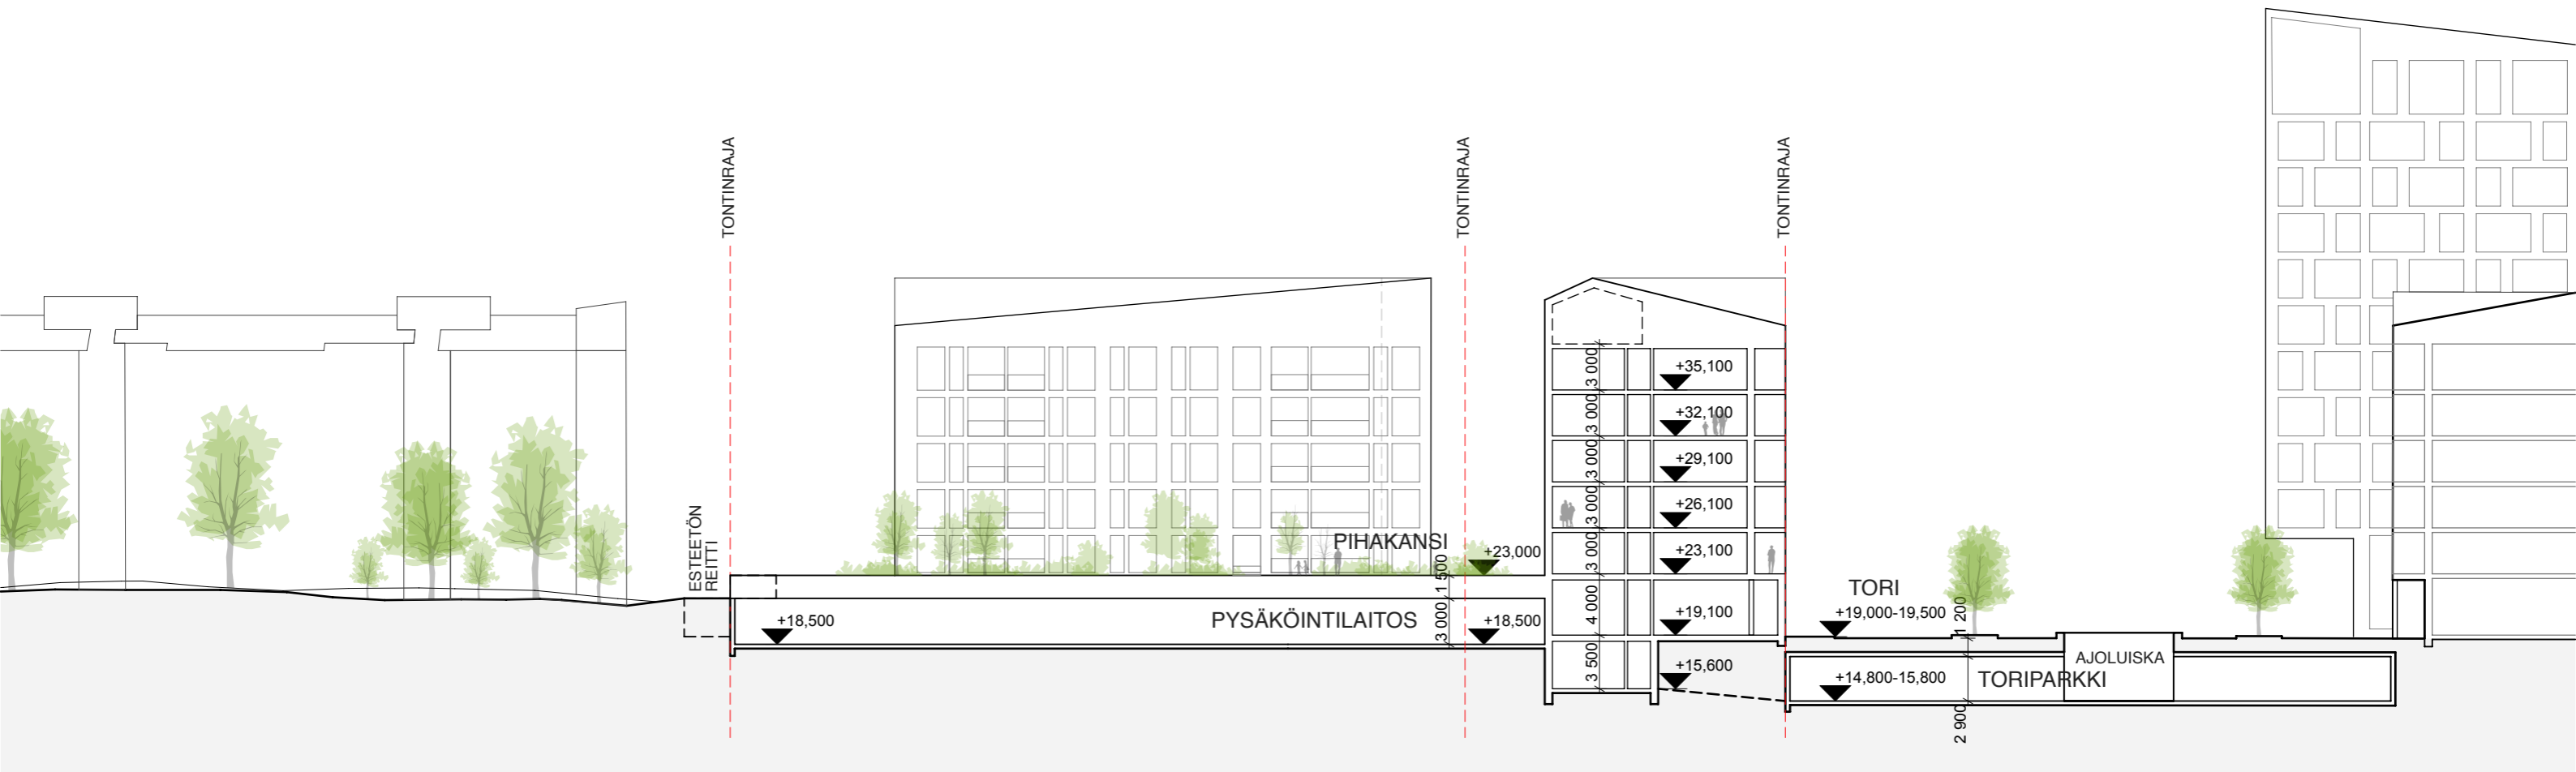 TONTINRAJA
TONTINRAJA
TONTINRAJA
ESTEETÖN
REITTI
+18,500
PIHAKANSI
+23,000
1 500
PYSÄKÖINTILAITOS
3 000
+18,500
3 000
+35,100
3 000
+32,100
3 000
+29,100
3 000
+26,100
3 000
+23,100
4 000
+19,100
3 500
+15,600
TORI
+19,000-19,500
1 200
+14,800-15,800
TORIPARKKI
AJOLUISKA
2 900